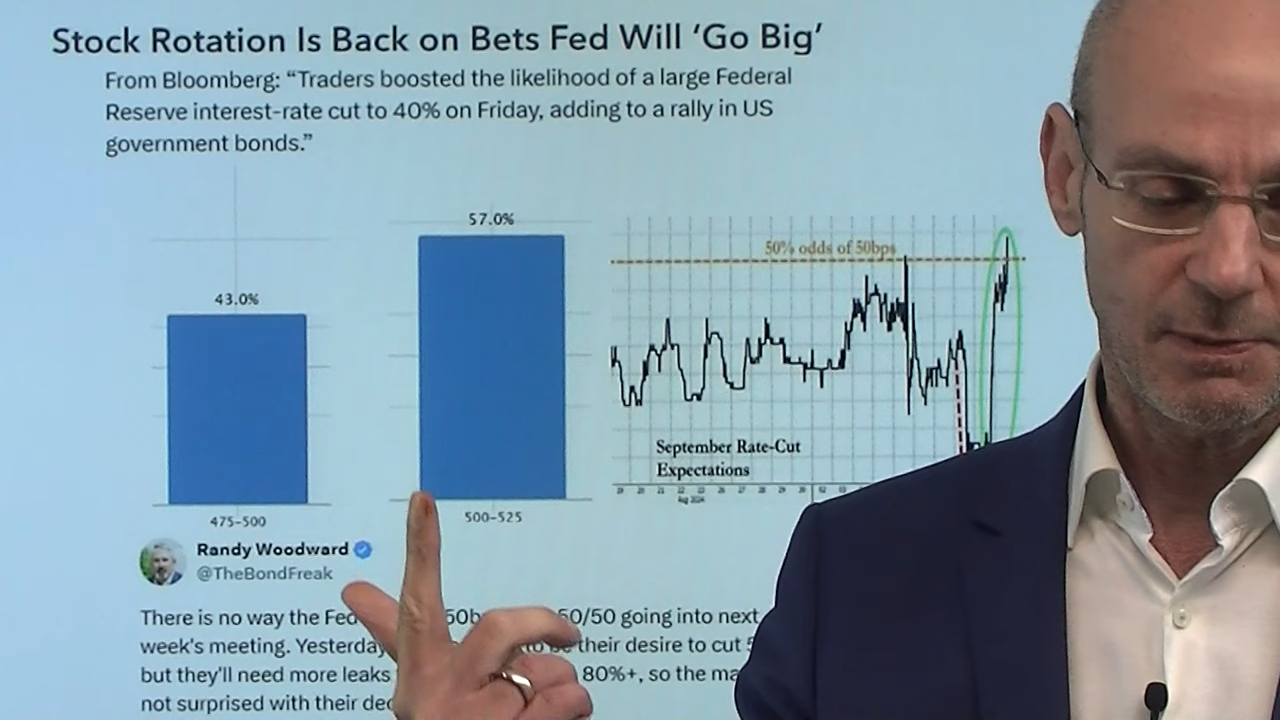 Stock Rotation Is Back on Bets Fed Will ‘Go Big’
From Bloomberg: “Traders boosted the likelihood of a large Federal
Reserve interest-rate cut to 40% on Friday, adding to a rally in US
government bonds.”
43.0%
475-500
57.0%
500-525
50% odds of 50bps
September Rate-Cut
Expectations
Aug 2024
Randy Woodward
@TheBondFreak
There is no way the Fed 50/50 going into next
week's meeting. Yesterday their desire to cut
but they'll need more leaks 80%+, so the
not surprised with their